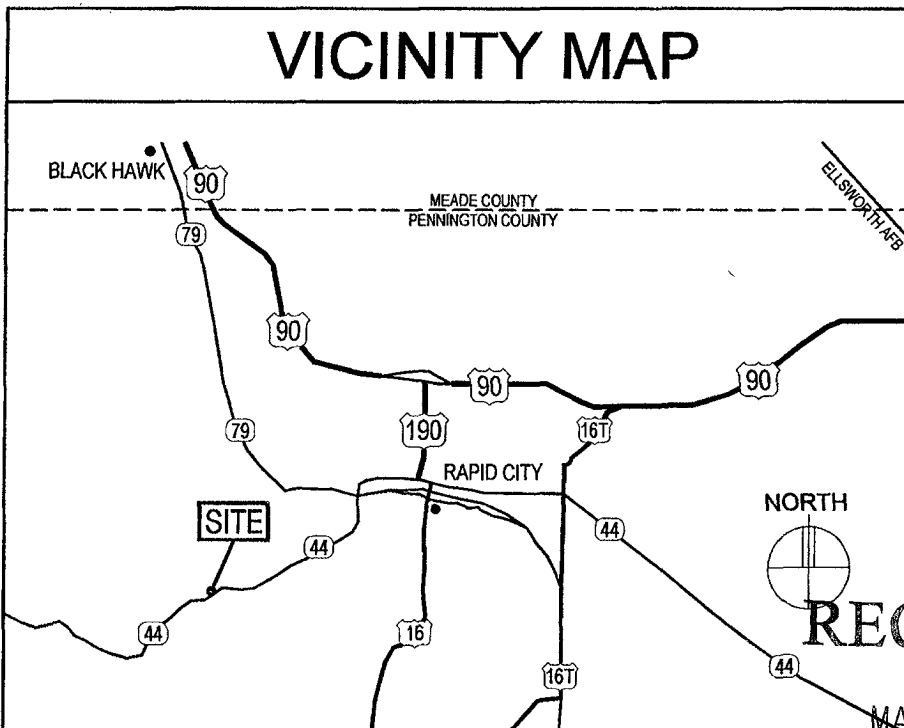 VICINITY MAP
BLACK HAWK
90
MEADE COUNTY
PENNINGTON COUNTY
ELLSWORTH AFB
79
90
90
90
79
190
16T
RAPID CITY
SITE
44
44
NORTH
44
16
44
16T